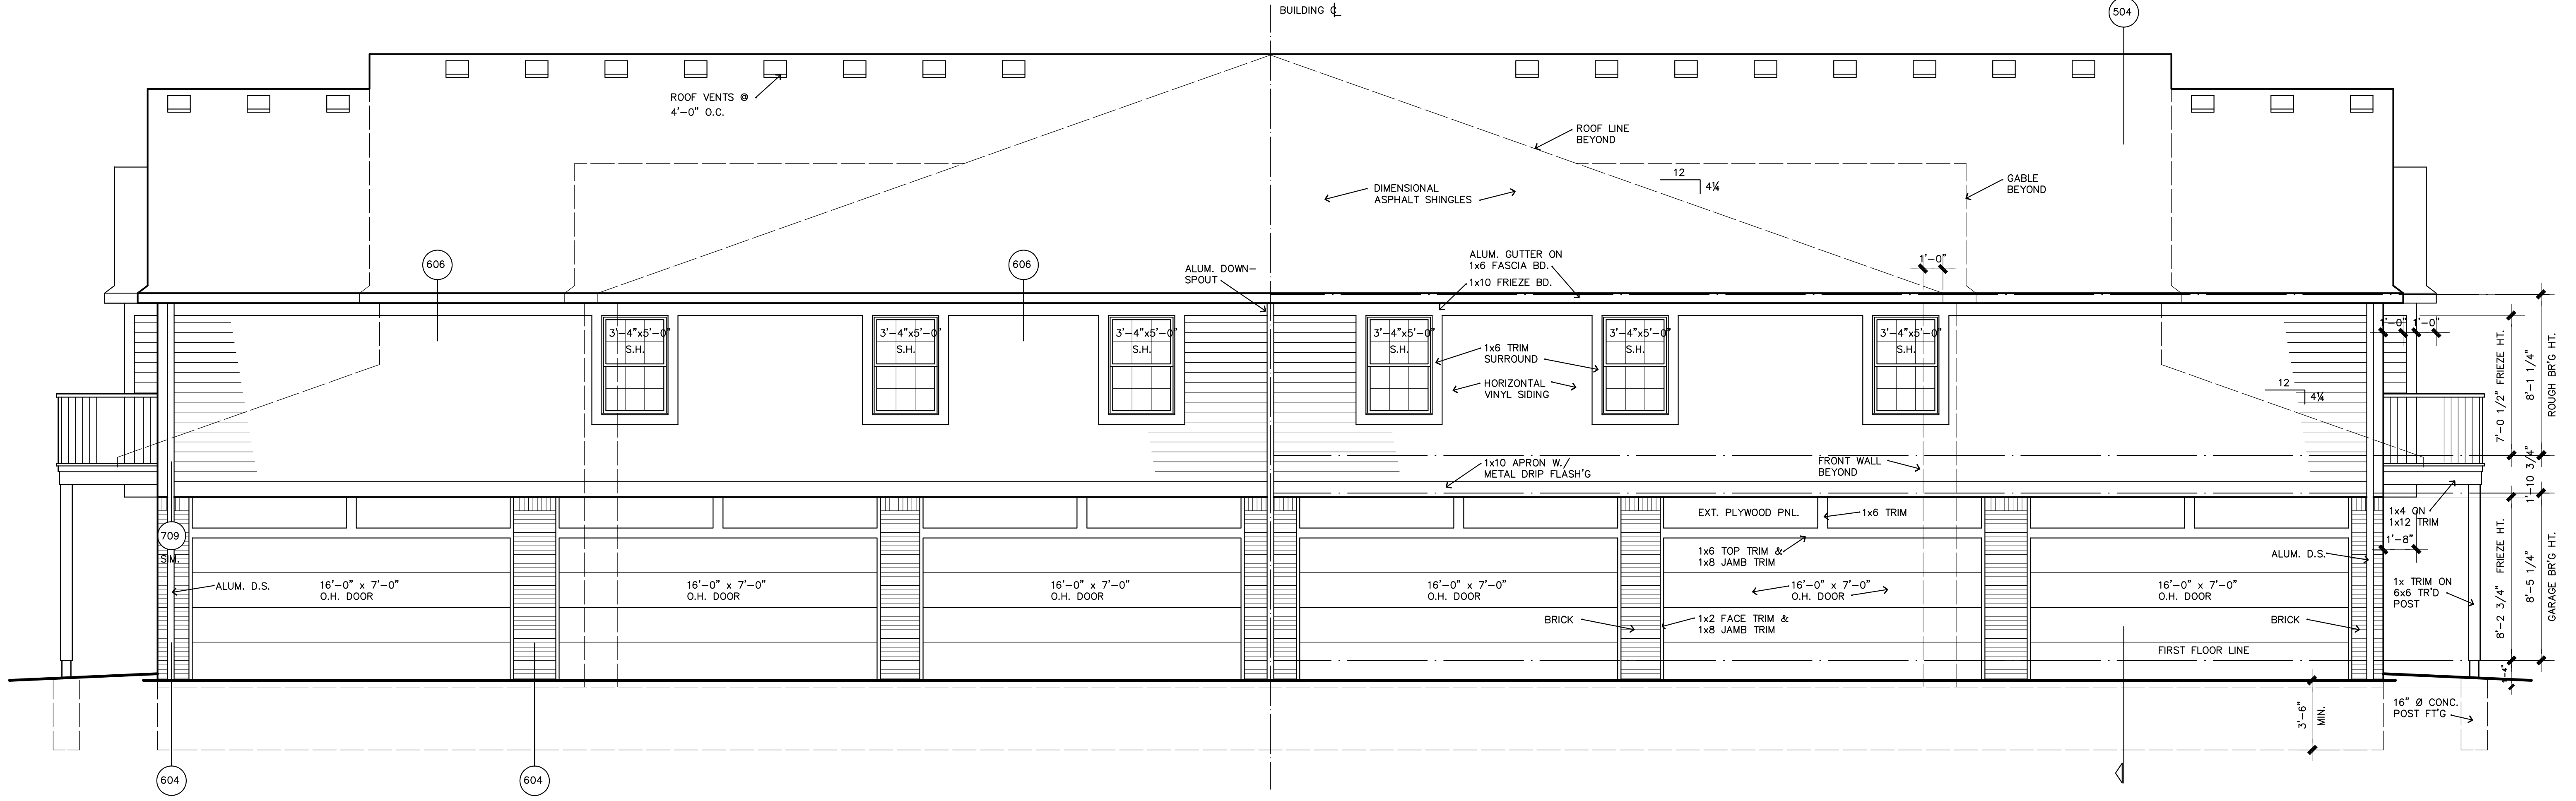 BUILDING ℄
504
ROOF VENTS @
4'-0" O.C.
ROOF LINE
BEYOND
12
4¼
GABLE
BEYOND
DIMENSIONAL
ASPHALT SHINGLES
606
606
ALUM. DOWN-
SPOUT
ALUM. GUTTER ON
1x6 FASCIA BD.
1x10 FRIEZE BD.
1'-0"
3'-4"x5'-0"
S.H.
3'-4"x5'-0"
S.H.
3'-4"x5'-0"
S.H.
3'-4"x5'-0"
S.H.
3'-4"x5'-0"
S.H.
3'-4"x5'-0"
S.H.
1'-0"
1'-0"
1x6 TRIM
SURROUND
HORIZONTAL
VINYL SIDING
12
4¼
7'-0 1/2" FRIEZE HT.
8'-1 1/4"
ROUGH BR'G HT.
1x10 APRON W./
METAL DRIP FLASH'G
FRONT WALL
BEYOND
1'-10 3/4"
EXT. PLYWOOD PNL.
1x6 TRIM
1x4 ON
1x12 TRIM
1'-8"
709
SIM.
1x6 TOP TRIM &
1x8 JAMB TRIM
ALUM. D.S.
ALUM. D.S.
16'-0" x 7'-0"
O.H. DOOR
16'-0" x 7'-0"
O.H. DOOR
16'-0" x 7'-0"
O.H. DOOR
16'-0" x 7'-0"
O.H. DOOR
16'-0" x 7'-0"
O.H. DOOR
16'-0" x 7'-0"
O.H. DOOR
1x TRIM ON
6x6 TR'D
POST
8'-2 3/4" FRIEZE HT.
8'-5 1/4"
GARAGE BR'G HT.
BRICK
1x2 FACE TRIM &
1x8 JAMB TRIM
BRICK
FIRST FLOOR LINE
1'-4"
3'-6"
MIN.
16" Ø CONC.
POST FT'G
604
604